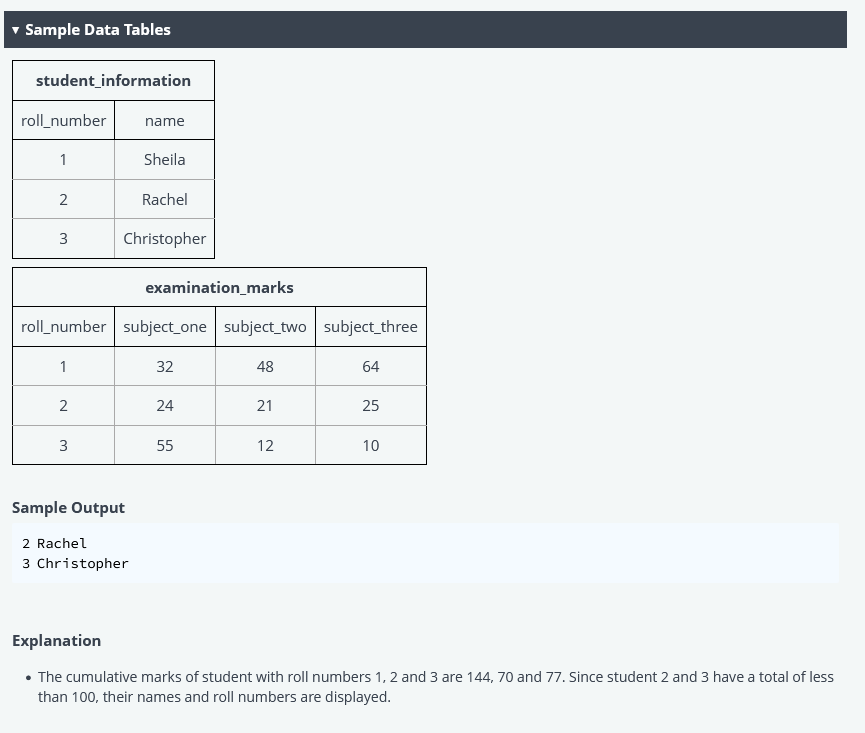 ▾ Sample Data Tables
student_information
roll_number name
1 Sheila
2 Rachel
3 Christopher
examination_marks
roll_number subject_one subject_two subject_three
1 32 48 64
2 24 21 25
3 55 12 10
Sample Output
2 Rachel
3 Christopher
Explanation
• The cumulative marks of student with roll numbers 1, 2 and 3 are 144, 70 and 77. Since student 2 and 3 have a total of less
than 100, their names and roll numbers are displayed.